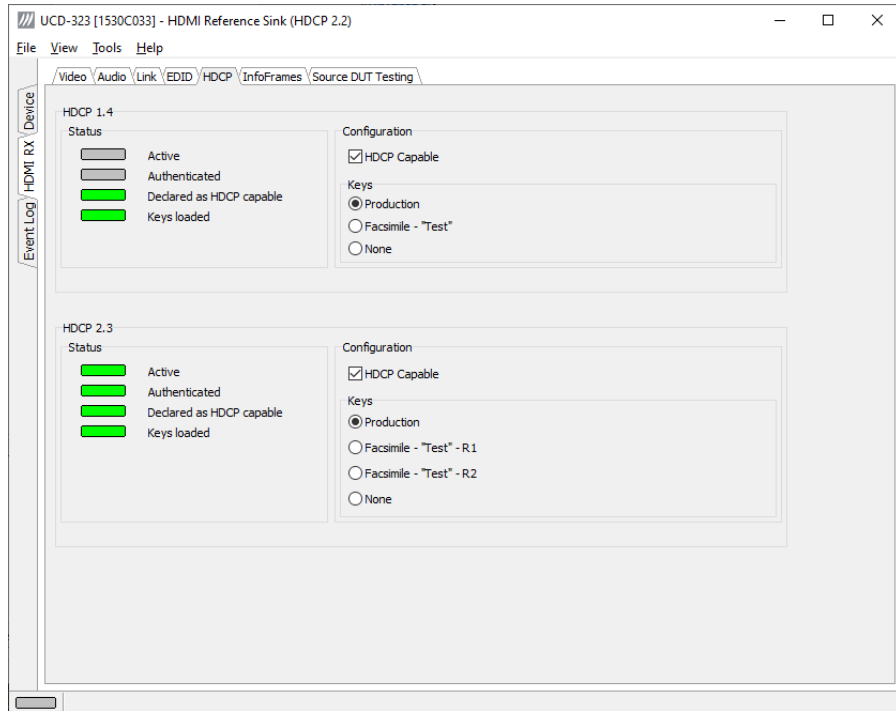 UCD-323 [1530C033] - HDMI Reference Sink (HDCP 2.2)
File View Tools Help
Video Audio Link EDID HDCP InfoFrames Source DUT Testing
Device
HDMI RX
Event Log
HDCP 1.4
Status
Active
Authenticated
Declared as HDCP capable
Keys loaded
Configuration
HDCP Capable
Keys
Production
Facsimile - "Test"
None
HDCP 2.3
Status
Active
Authenticated
Declared as HDCP capable
Keys loaded
Configuration
HDCP Capable
Keys
Production
Facsimile - "Test" - R1
Facsimile - "Test" - R2
None